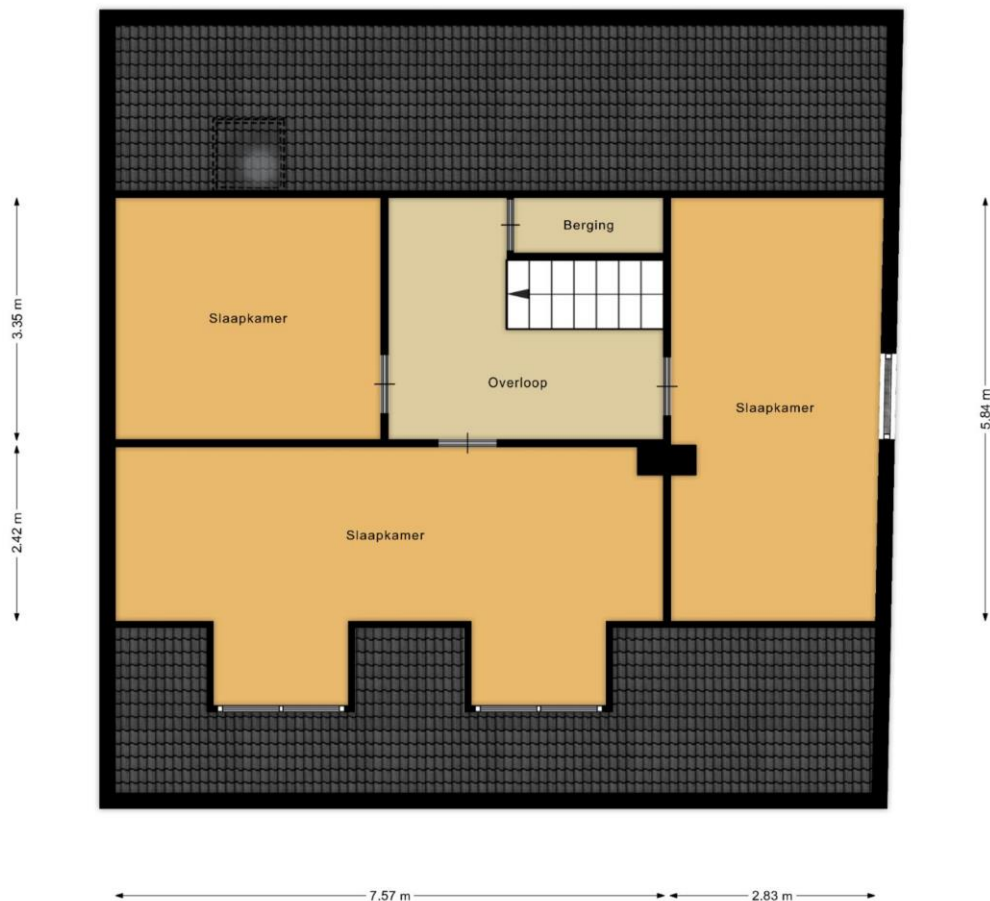 Berging
3.35 m
Slaapkamer
Overloop
Slaapkamer
5.84 m
2.42 m
Slaapkamer
7.57 m
2.83 m